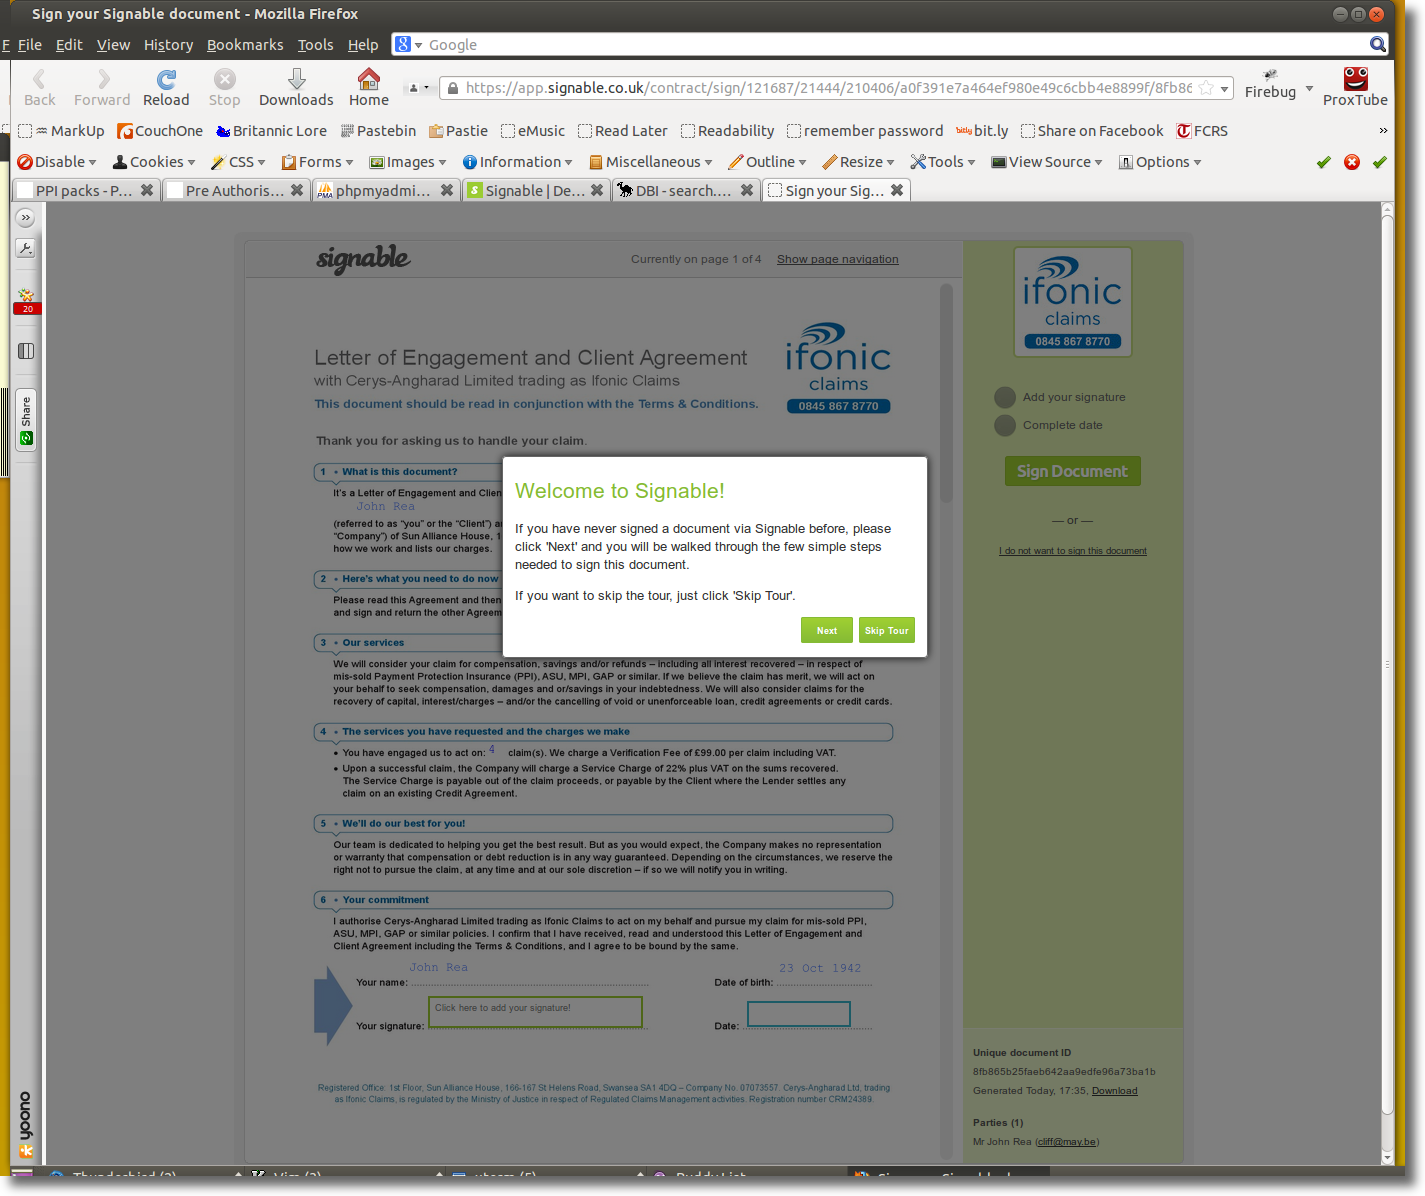 Sign your Signable document - Mozilla Firefox
F File Edit View History Bookmarks Tools Help Google
Back Forward Reload Stop Downloads Home https://app.signable.co.uk/contract/sign/121687/21444/210406/a0f391e7a464ef980e49c6cbb4e8899f/8fb86 Firebug ProxTube
MarkUp CouchOne Britannic Lore Pastebin Pastie eMusic Read Later Readability remember password bit.ly Share on Facebook FCRS
Disable Cookies CSS Forms Images Information Miscellaneous Outline Resize Tools View Source Options
PPI packs - P... Pre Authoris... phpmyadmi... Signable | De... DBI - search.... Sign your Sig...
20
Share
yoono
signable Currently on page 1 of 4 Show page navigation
ifonic
claims
0845 867 8770
Letter of Engagement and Client Agreement
with Cerys-Angharad Limited trading as Ifonic Claims
This document should be read in conjunction with the Terms & Conditions.
ifonic
claims
0845 867 8770
Thank you for asking us to handle your claim.
1 • What is this document?
It's a Letter of Engagement and Clien
John Rea
(referred to as "you" or the "Client") a
"Company") of Sun Alliance House, 1
how we work and lists our charges.
2 • Here's what you need to do now
Please read this Agreement and then
and sign and return the other Agreem
Welcome to Signable!
If you have never signed a document via Signable before, please
click 'Next' and you will be walked through the few simple steps
needed to sign this document.
If you want to skip the tour, just click 'Skip Tour'.
Next Skip Tour
3 • Our services
We will consider your claim for compensation, savings and/or refunds – including all interest recovered – in respect of
mis-sold Payment Protection Insurance (PPI), ASU, MPI, GAP or similar. If we believe the claim has merit, we will act on
your behalf to seek compensation, damages and or/savings in your indebtedness. We will also consider claims for the
recovery of capital, interest/charges – and/or the cancelling of void or unenforceable loan, credit agreements or credit cards.
4 • The services you have requested and the charges we make
• You have engaged us to act on: 4 claim(s). We charge a Verification Fee of £99.00 per claim including VAT.
• Upon a successful claim, the Company will charge a Service Charge of 22% plus VAT on the sums recovered.
The Service Charge is payable out of the claim proceeds, or payable by the Client where the Lender settles any
claim on an existing Credit Agreement.
5 • We'll do our best for you!
Our team is dedicated to helping you get the best result. But as you would expect, the Company makes no representation
or warranty that compensation or debt reduction is in any way guaranteed. Depending on the circumstances, we reserve the
right not to pursue the claim, at any time and at our sole discretion – if so we will notify you in writing.
6 • Your commitment
I authorise Cerys-Angharad Limited trading as Ifonic Claims to act on my behalf and pursue my claim for mis-sold PPI,
ASU, MPI, GAP or similar policies. I confirm that I have received, read and understood this Letter of Engagement and
Client Agreement including the Terms & Conditions, and I agree to be bound by the same.
John Rea 23 Oct 1942
Your name: Date of birth:
Click here to add your signature!
Your signature: Date:
Registered Office: 1st Floor, Sun Alliance House, 166-167 St Helens Road, Swansea SA1 4DQ – Company No. 07073557. Cerys-Angharad Ltd, trading
as Ifonic Claims, is regulated by the Ministry of Justice in respect of Regulated Claims Management activities. Registration number CRM24389.
Add your signature
Complete date
Sign Document
— or —
I do not want to sign this document
Unique document ID
8fb865b25faeb642aa9edfe96a73ba1b
Generated Today, 17:35, Download
Parties (1)
Mr John Rea (cliff@may.be)